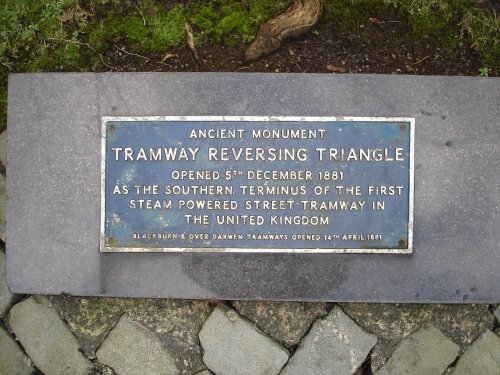 ANCIENT MONUMENT
TRAMWAY REVERSING TRIANGLE
OPENED 5TH DECEMBER 1881
AS THE SOUTHERN TERMINUS OF THE FIRST
STEAM POWERED STREET TRAMWAY IN
THE UNITED KINGDOM
BLACKBURN & OVER DARWEN TRAMWAYS OPENED 14TH APRIL 1881